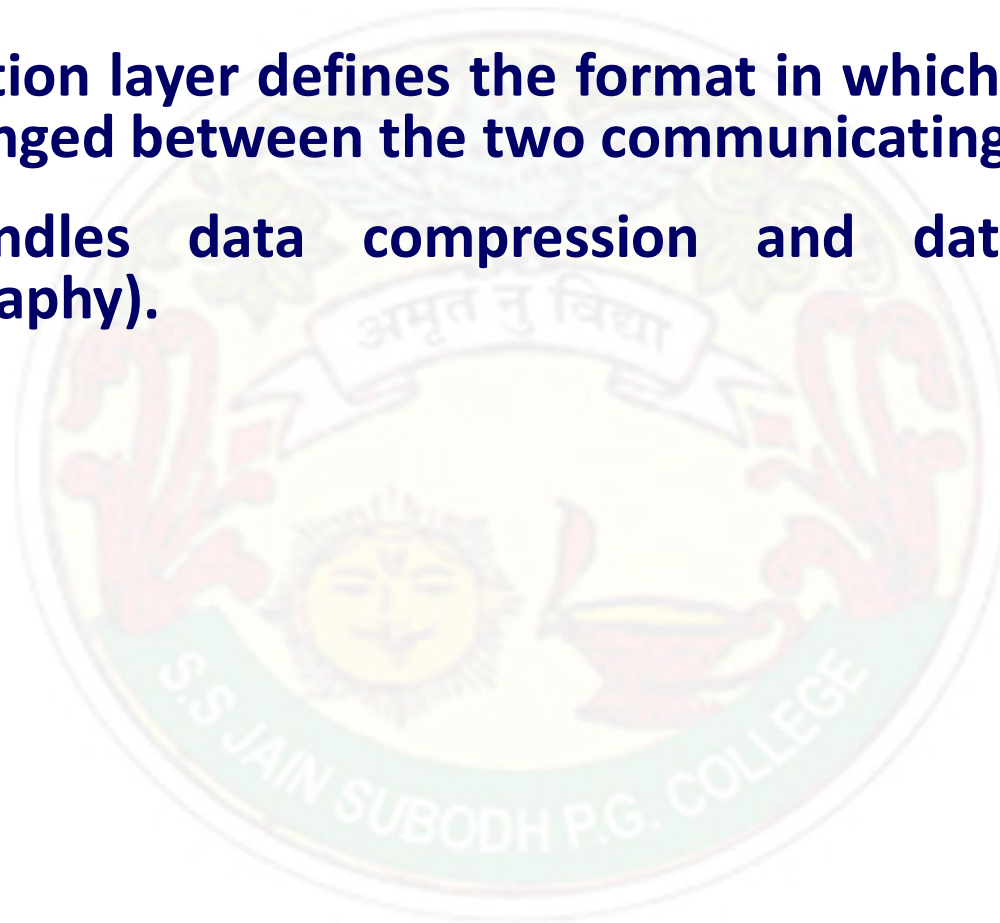 tion layer defines the format in which
nged between the two communicating
ndles data compression and dat
aphy).
अमृतं नु विद्या
S.S JAIN SUBODH P.G. COLLEGE